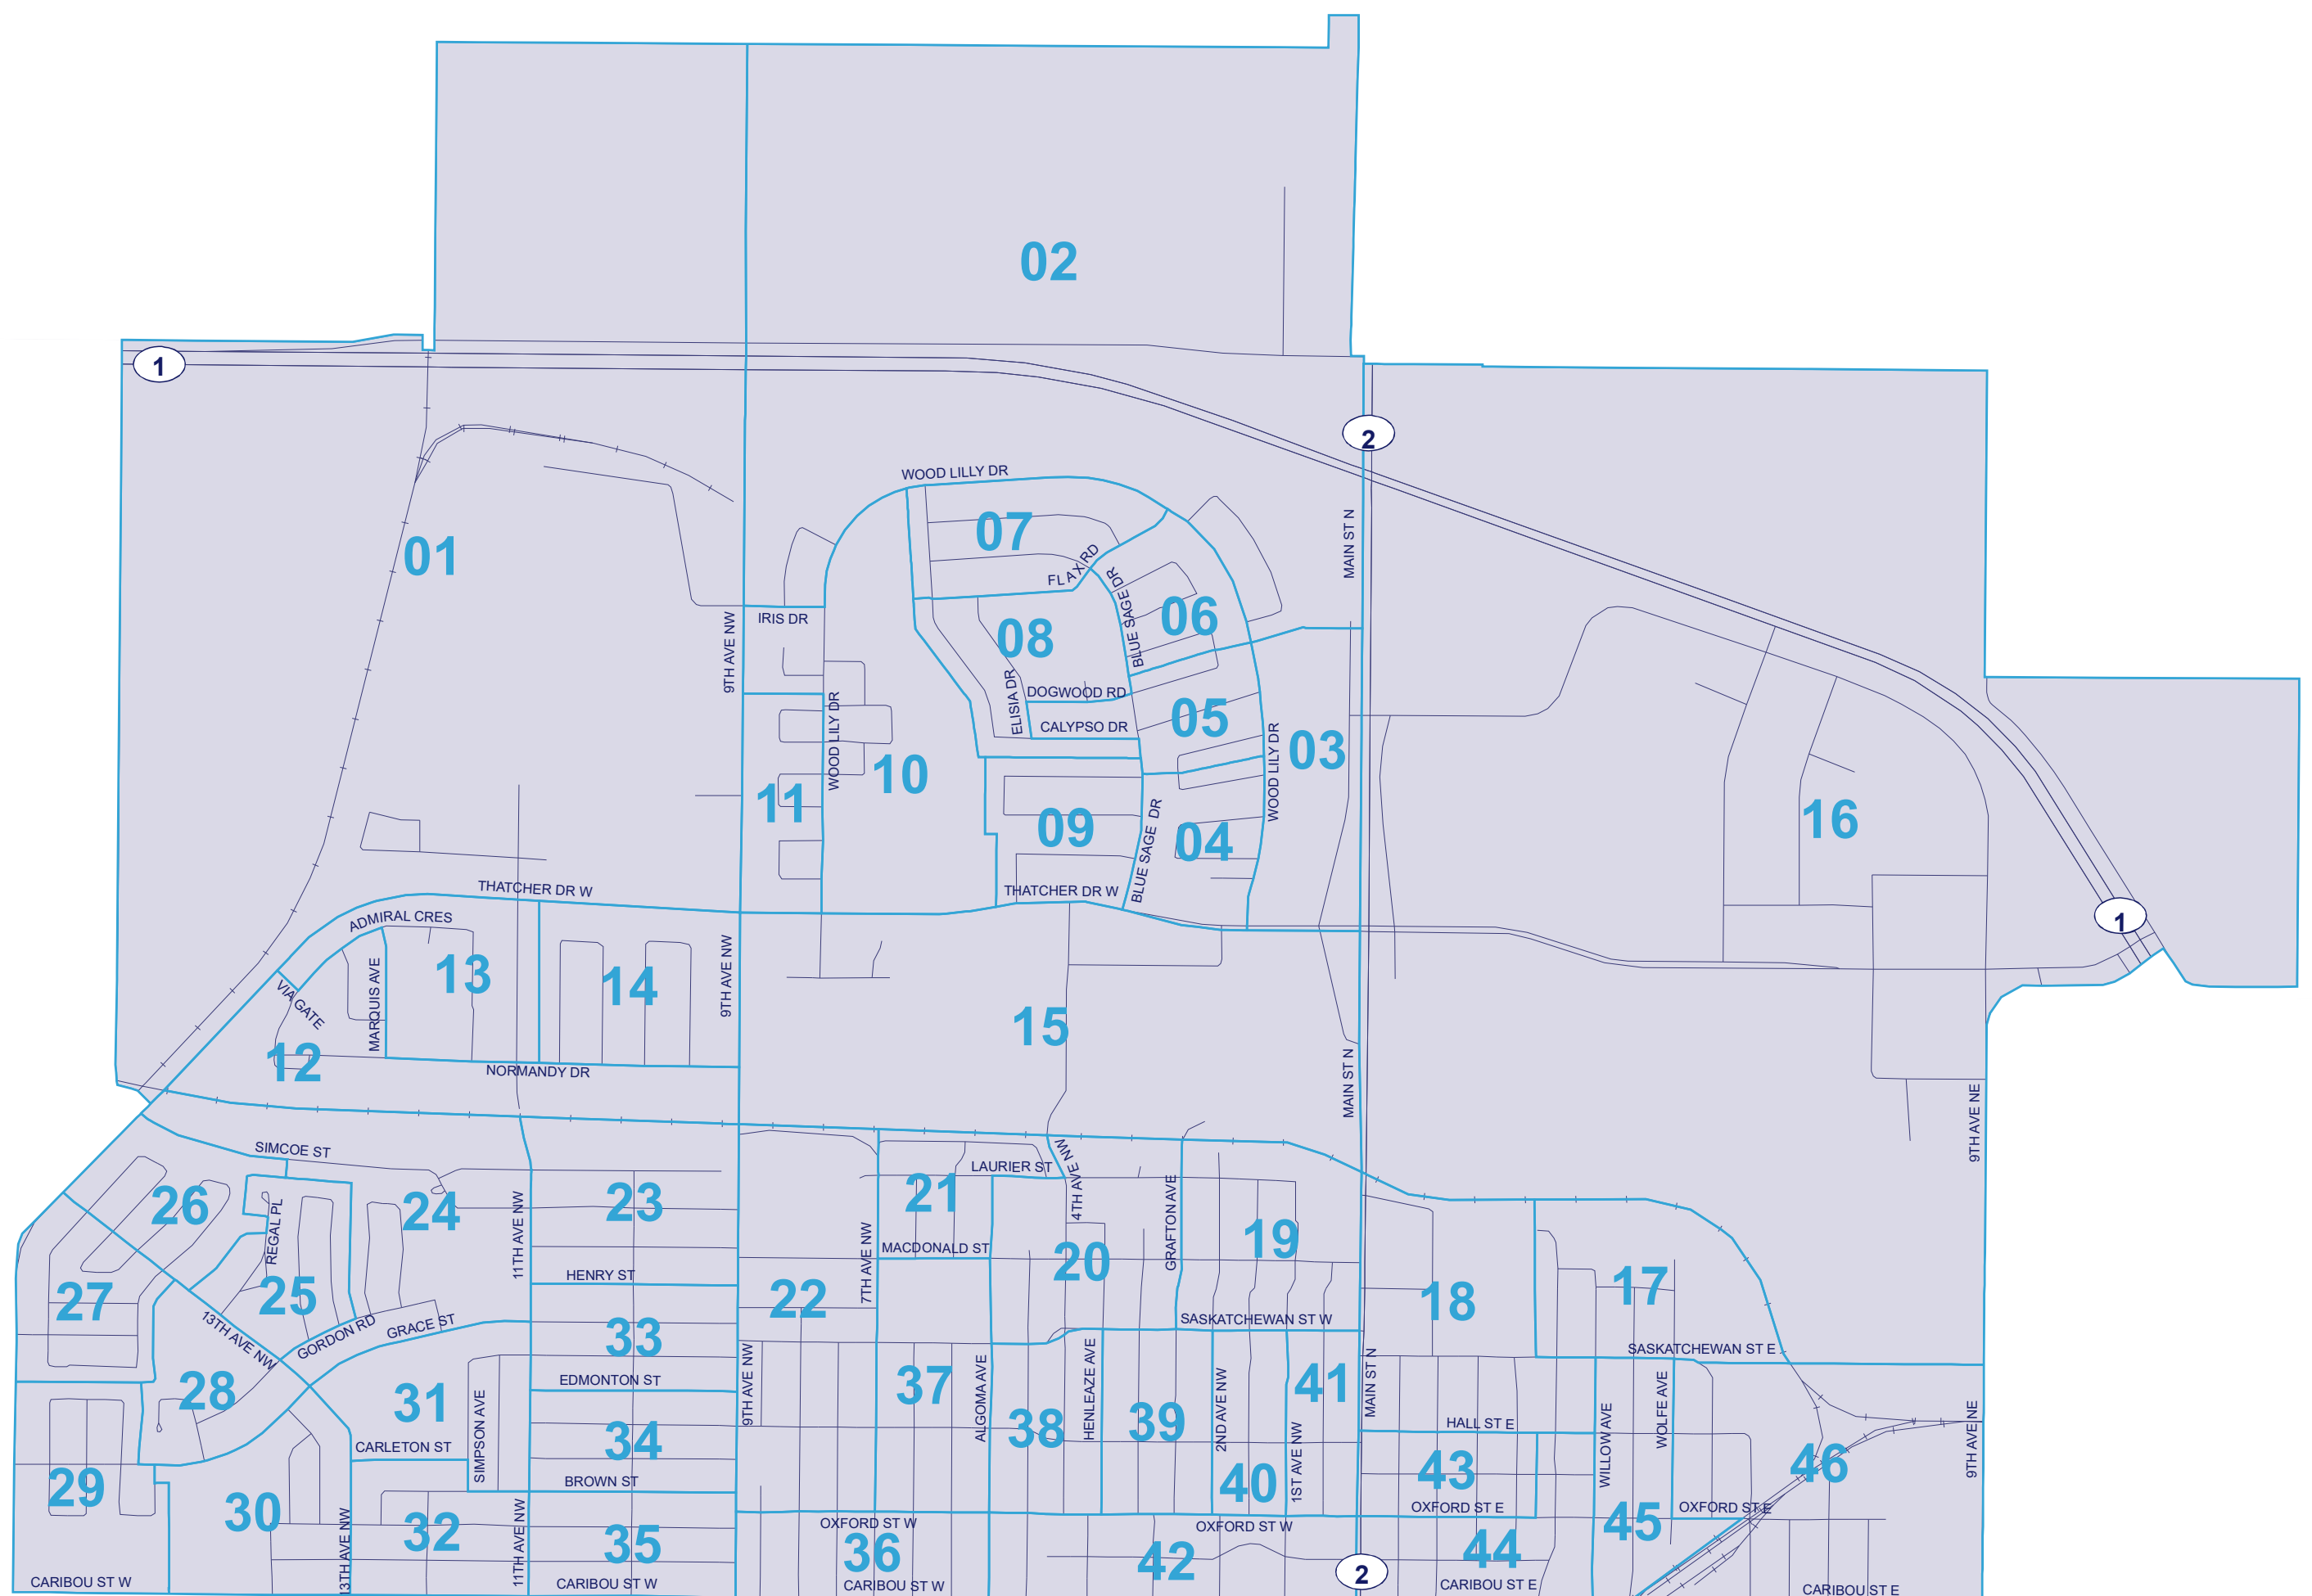 02
1
2
WOOD LILLY DR
MAIN ST N
07
01
FLAX RD
BLUE SAGE DR
06
IRIS DR
9TH AVE NW
08
ELISIA DR
DOGWOOD RD
05
CALYPSO DR
WOOD LILY DR
WOOD LILY DR
03
10
11
16
09
BLUE SAGE DR
04
THATCHER DR W
THATCHER DR W
1
ADMIRAL CRES
9TH AVE NW
13
14
MARQUIS AVE
VIA GATE
15
12
NORMANDY DR
MAIN ST N
9TH AVE NE
SIMCOE ST
4TH AVE NW
LAURIER ST
26
24
23
21
GRAFTON AVE
REGAL PL
11TH AVE NW
19
MACDONALD ST
20
7TH AVE NW
HENRY ST
27
25
22
18
17
13TH AVE NW
GORDON RD
GRACE ST
SASKATCHEWAN ST W
33
SASKATCHEWAN ST E
28
31
EDMONTON ST
9TH AVE NW
37
ALGOMA AVE
HENLEAZE AVE
41
MAIN ST N
SIMPSON AVE
38
39
2ND AVE NW
HALL ST E
WILLOW AVE
WOLFE AVE
9TH AVE NE
34
CARLETON ST
1ST AVE NW
43
46
29
BROWN ST
40
30
OXFORD ST E
OXFORD ST E
13TH AVE NW
32
11TH AVE NW
35
OXFORD ST W
OXFORD ST W
45
36
42
44
2
CARIBOU ST W
CARIBOU ST W
CARIBOU ST W
CARIBOU ST E
CARIBOU ST E